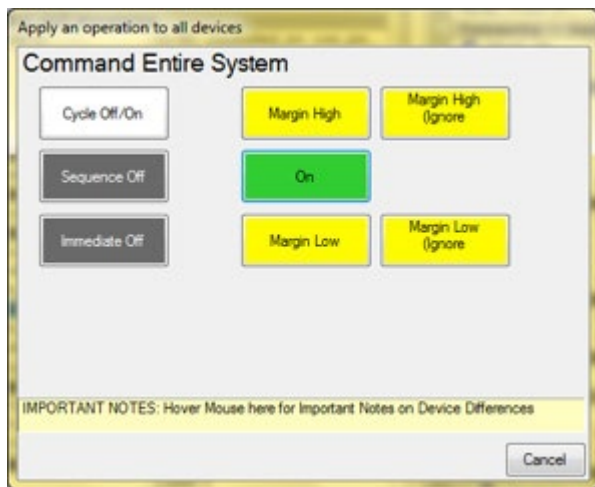 Apply an operation to all devices
Command Entire System
Cycle Off/On
Margin High
Margin High
(Ignore
Sequence Off
On
Immediate Off
Margin Low
Margin Low
(Ignore
IMPORTANT NOTES: Hover Mouse here for Important Notes on Device Differences
Cancel